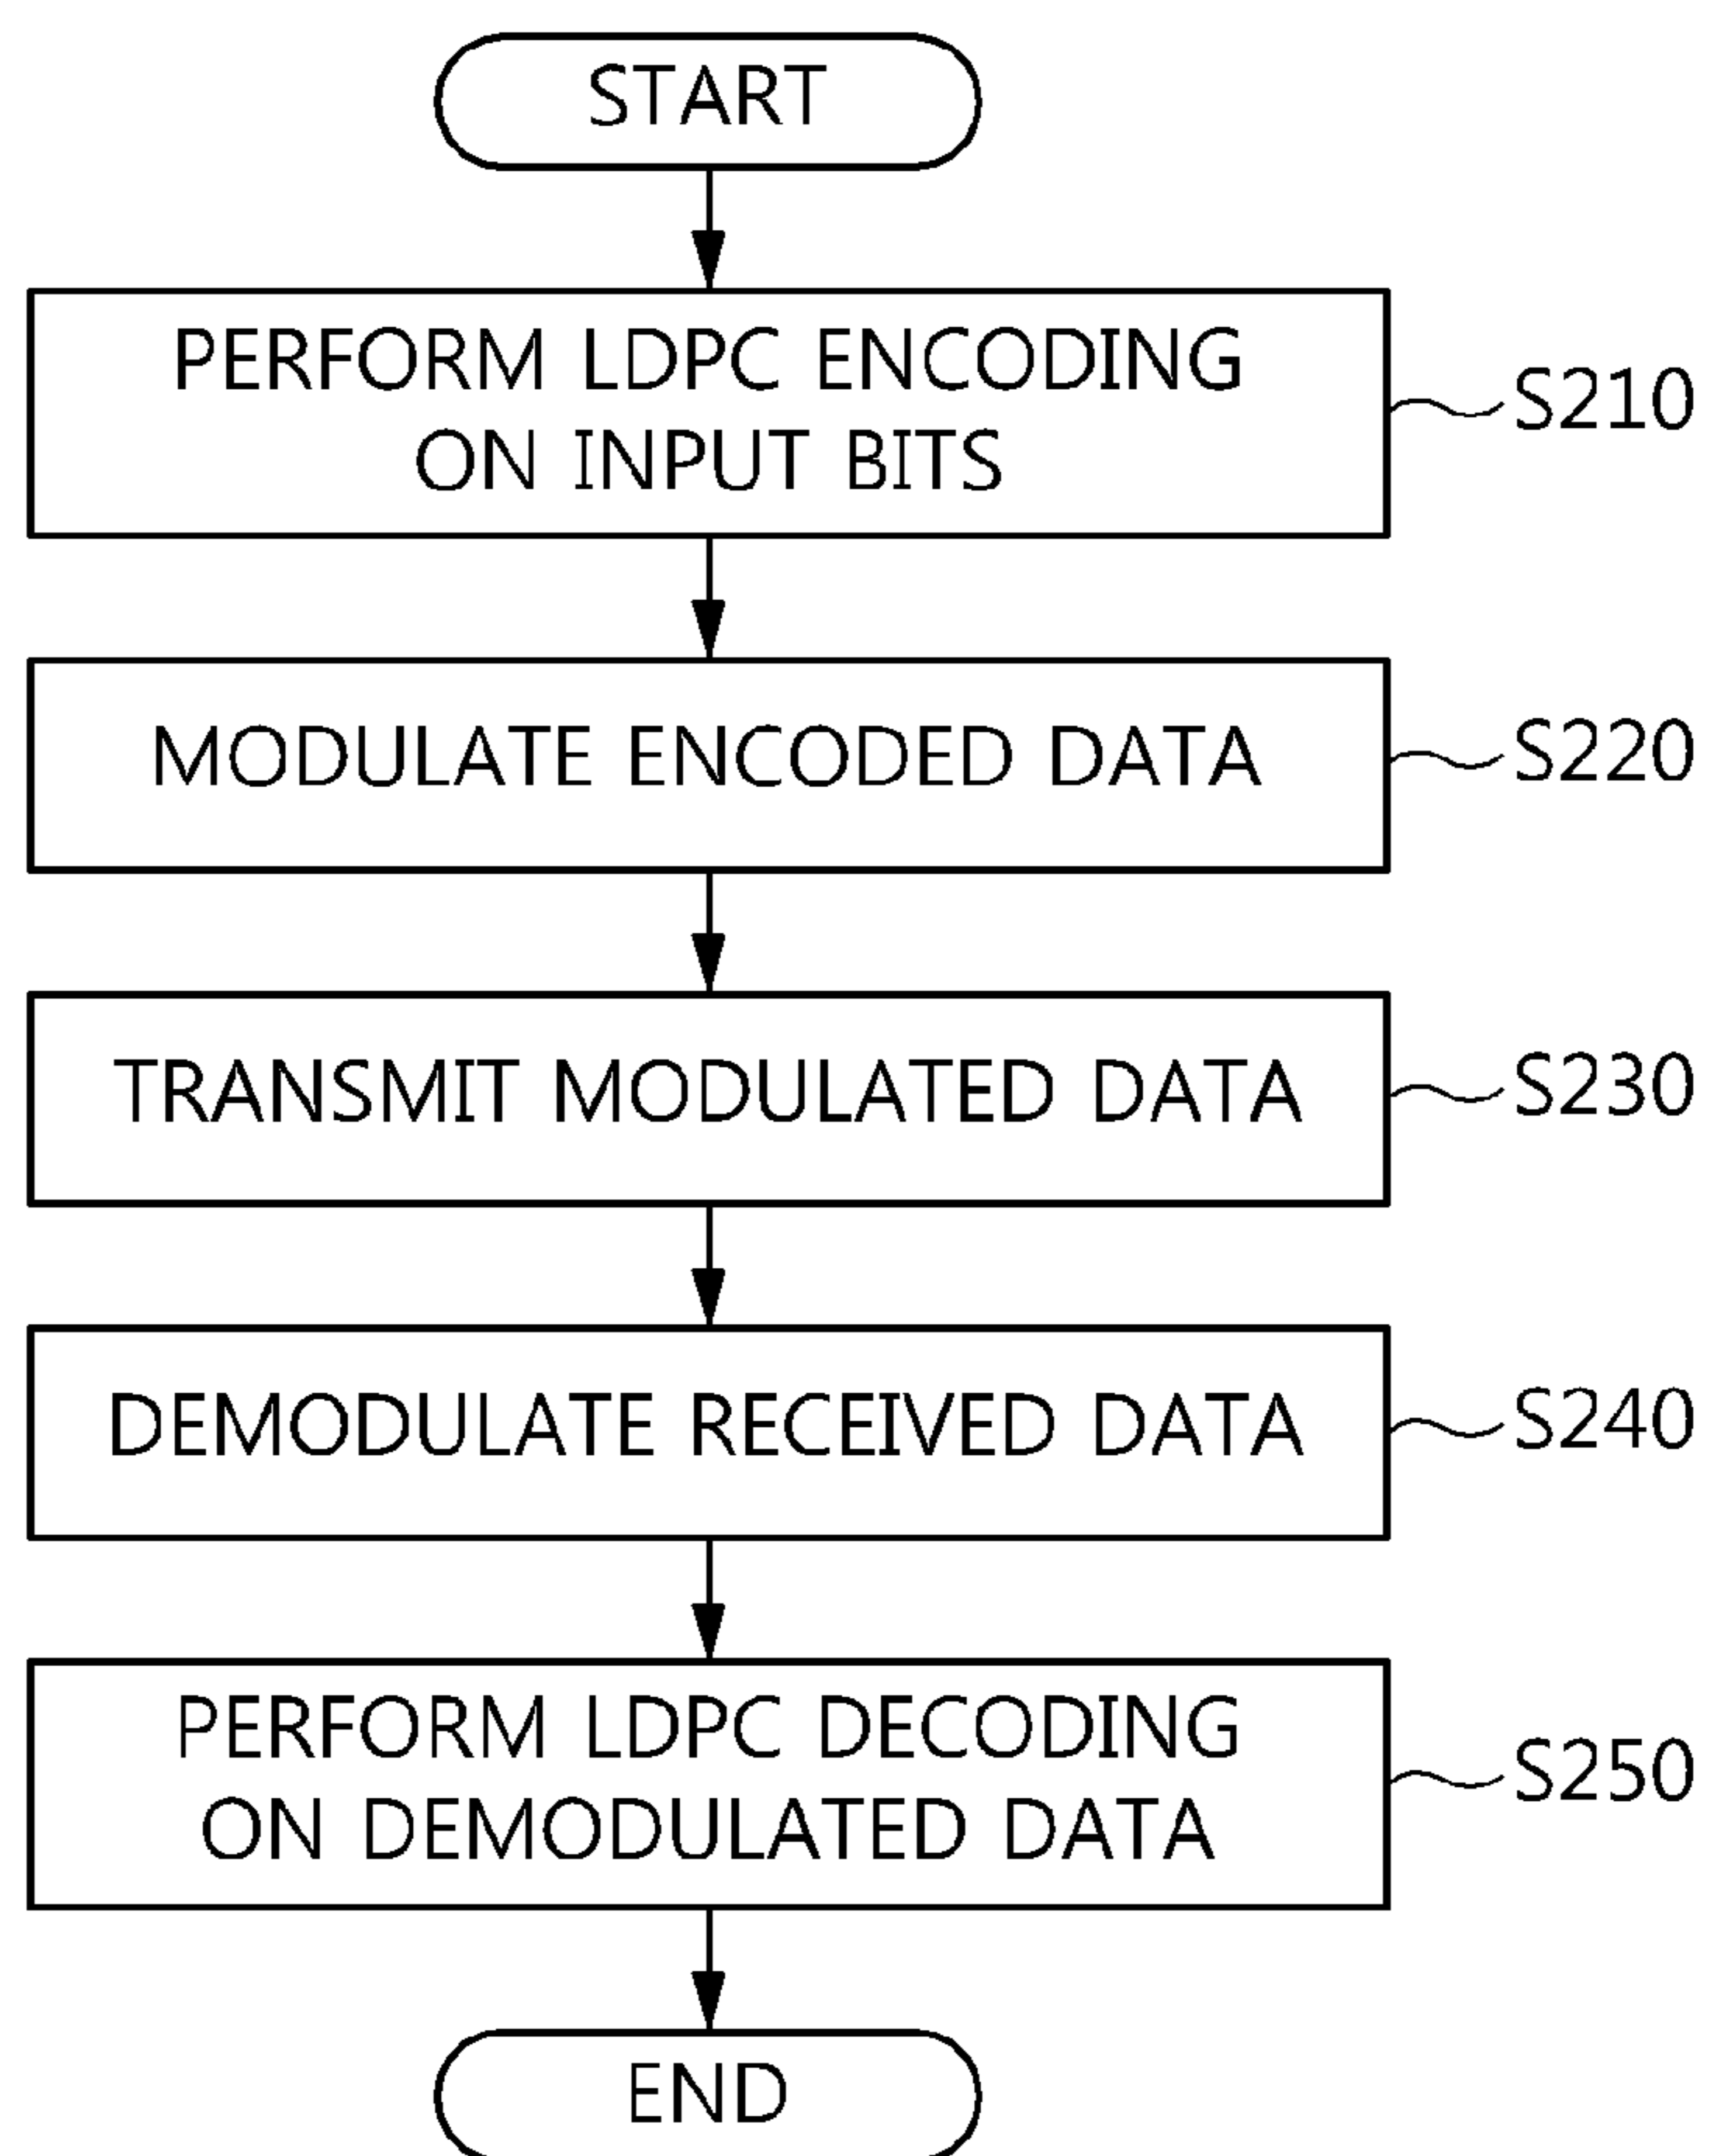 START
PERFORM LDPC ENCODING
ON INPUT BITS
S210
MODULATE ENCODED DATA
S220
TRANSMIT MODULATED DATA
S230
DEMODULATE RECEIVED DATA
S240
PERFORM LDPC DECODING
ON DEMODULATED DATA
S250
END